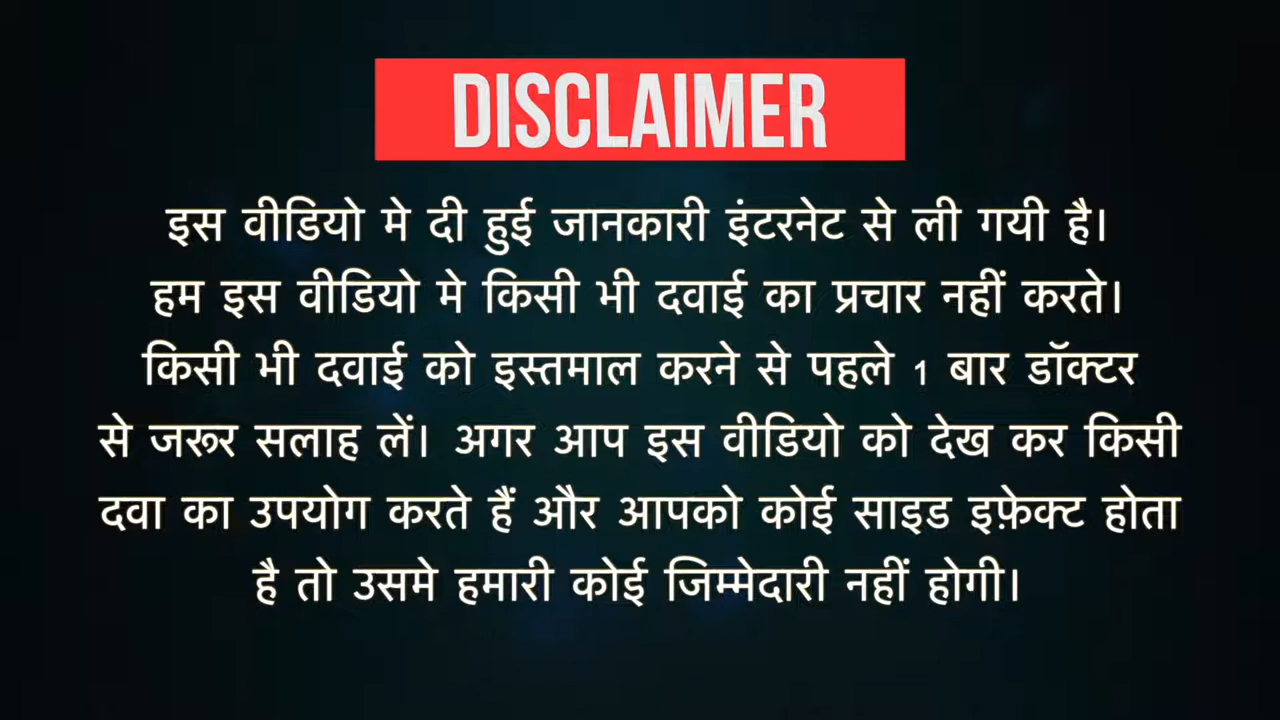 DISCLAIMER
इस वीडियो मे दी हुई जानकारी इंटरनेट से ली गयी है।
हम इस वीडियो मे किसी भी दवाई का प्रचार नहीं करते।
किसी भी दवाई को इस्तमाल करने से पहले 1 बार डॉक्टर
से जरूर सलाह लें। अगर आप इस वीडियो को देख कर किसी
दवा का उपयोग करते हैं और आपको कोई साइड इफ़ेक्ट होता
है तो उसमे हमारी कोई जिम्मेदारी नहीं होगी।